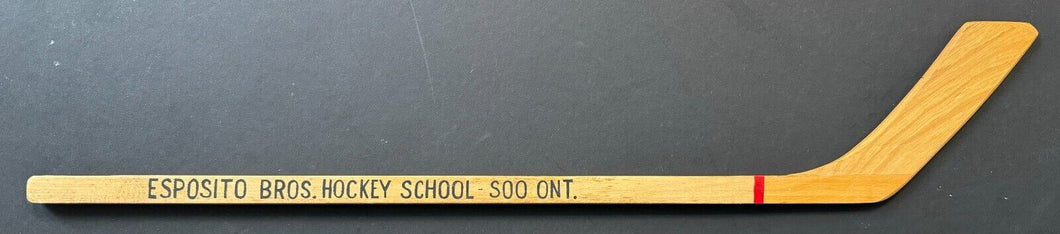 ESPOSITO BROS. HOCKEY SCHOOL - SOO ONT.